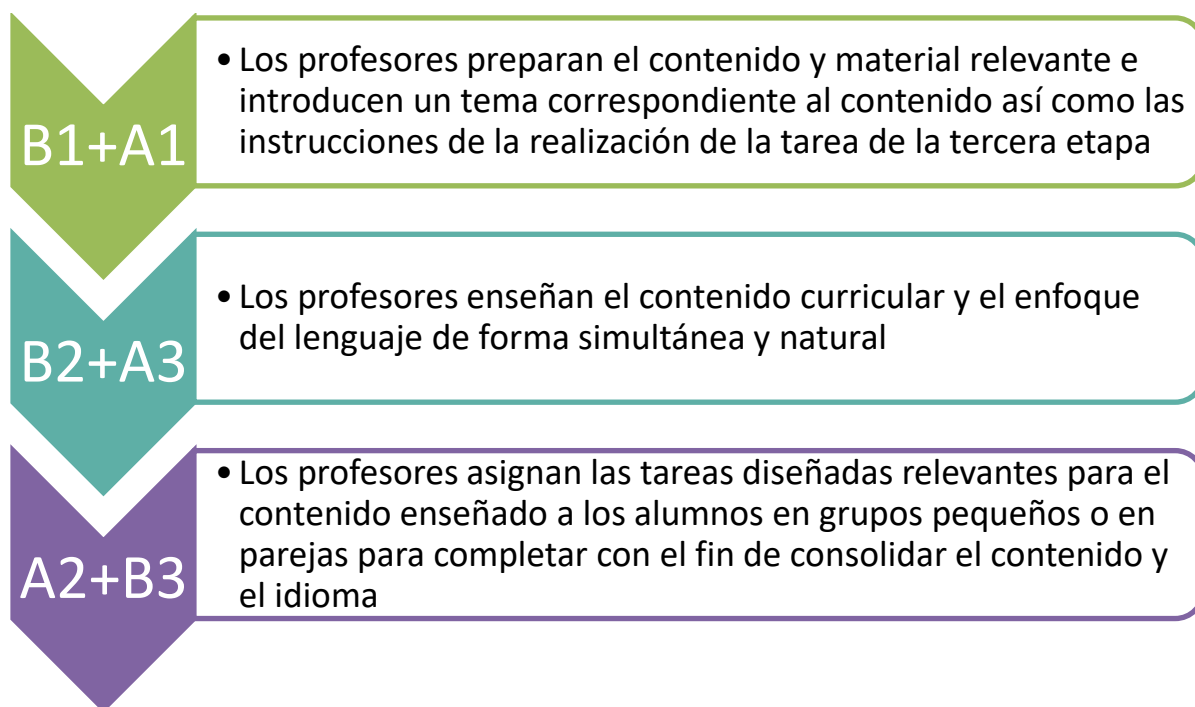 B1+A1
• Los profesores preparan el contenido y material relevante e
introducen un tema correspondiente al contenido así como las
instrucciones de la realización de la tarea de la tercera etapa
B2+A3
• Los profesores enseñan el contenido curricular y el enfoque
del lenguaje de forma simultánea y natural
A2+B3
• Los profesores asignan las tareas diseñadas relevantes para el
contenido enseñado a los alumnos en grupos pequeños o en
parejas para completar con el fin de consolidar el contenido y
el idioma